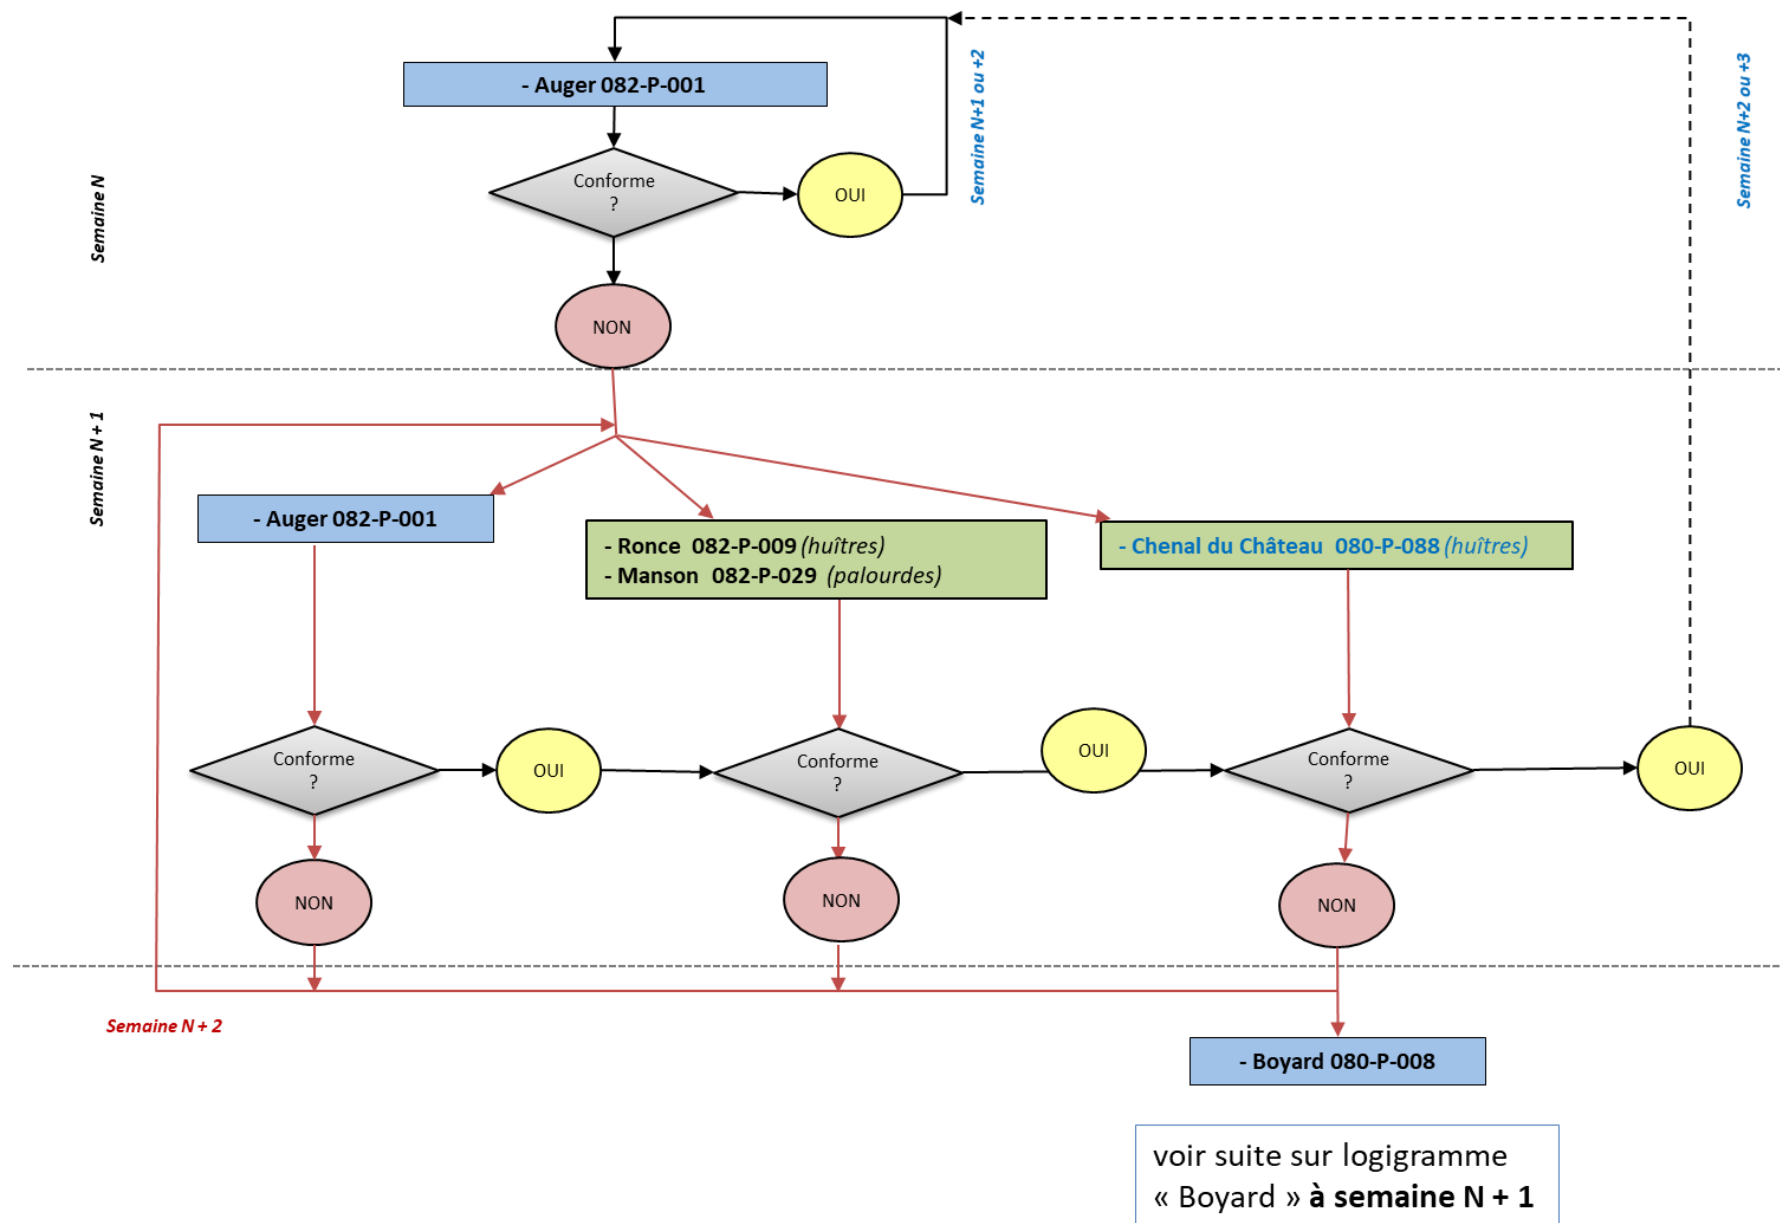 - Auger 082-P-001
Semaine N+1 ou +2
Semaine N+2 ou +3
Semaine N
Conforme
?
OUI
NON
Semaine N + 1
- Auger 082-P-001
- Ronce 082-P-009 (huîtres)
- Manson 082-P-029 (palourdes)
- Chenal du Château 080-P-088 (huîtres)
Conforme
?
OUI
Conforme
?
OUI
Conforme
?
OUI
NON
NON
NON
Semaine N + 2
- Boyard 080-P-008
voir suite sur logigramme
« Boyard » à semaine N + 1